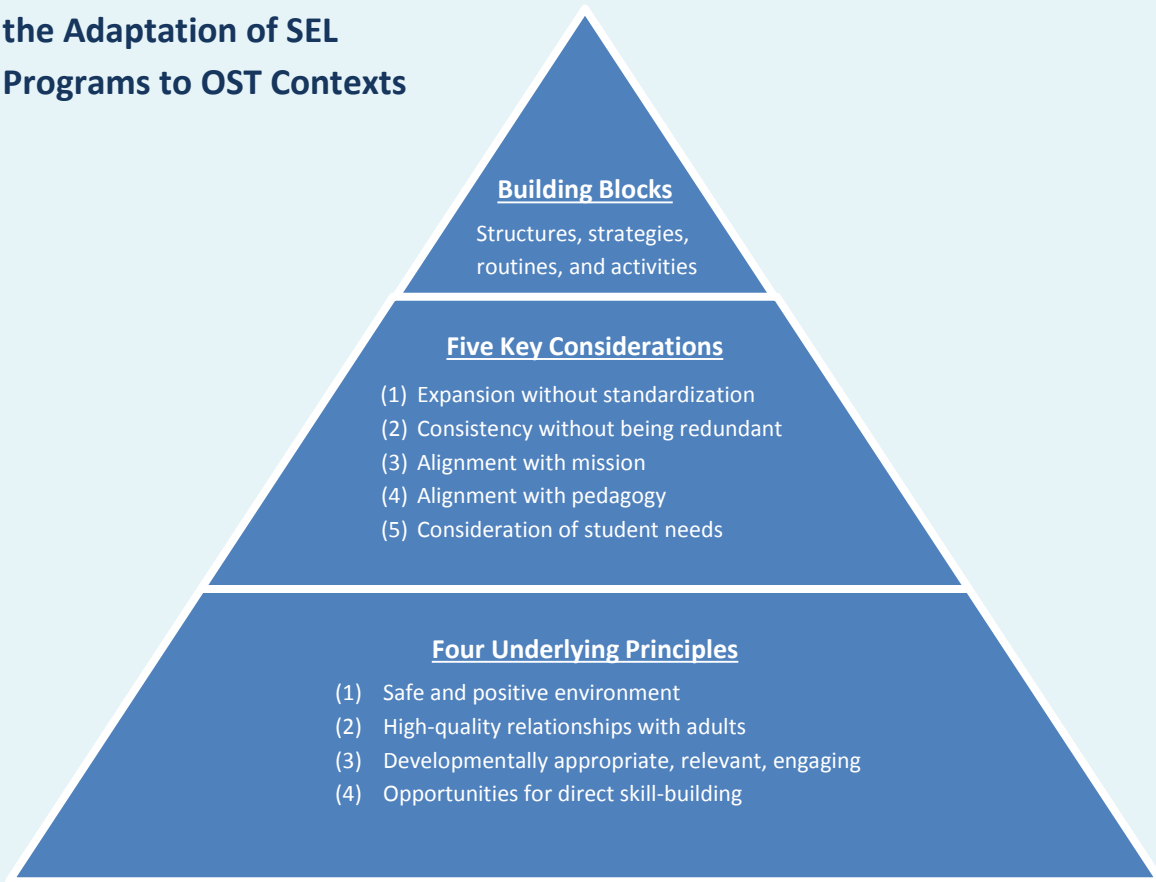 the Adaptation of SEL
Programs to OST Contexts
Building Blocks
Structures, strategies,
routines, and activities
Five Key Considerations
(1) Expansion without standardization
(2) Consistency without being redundant
(3) Alignment with mission
(4) Alignment with pedagogy
(5) Consideration of student needs
Four Underlying Principles
(1) Safe and positive environment
(2) High-quality relationships with adults
(3) Developmentally appropriate, relevant, engaging
(4) Opportunities for direct skill-building